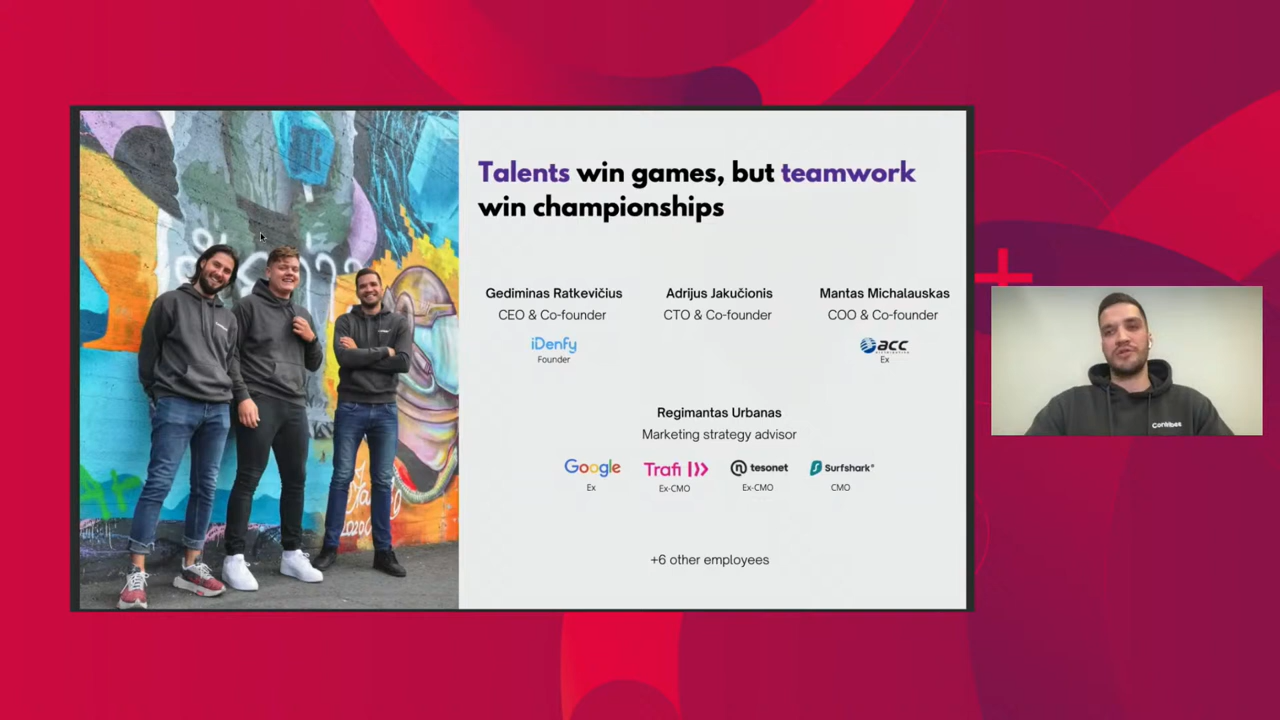 Talents win games, but teamwork
win championships
Gediminas Ratkevičius
CEO & Co-founder
iDenfy
Founder
Adrijus Jakučionis
CTO & Co-founder
Mantas Michalauskas
COO & Co-founder
acc
Ex
Regimantas Urbanas
Marketing strategy advisor
Google
Ex
Trafi
Ex-CMO
tesonet
Ex-CMO
Surfshark®
CMO
+6 other employees
2020